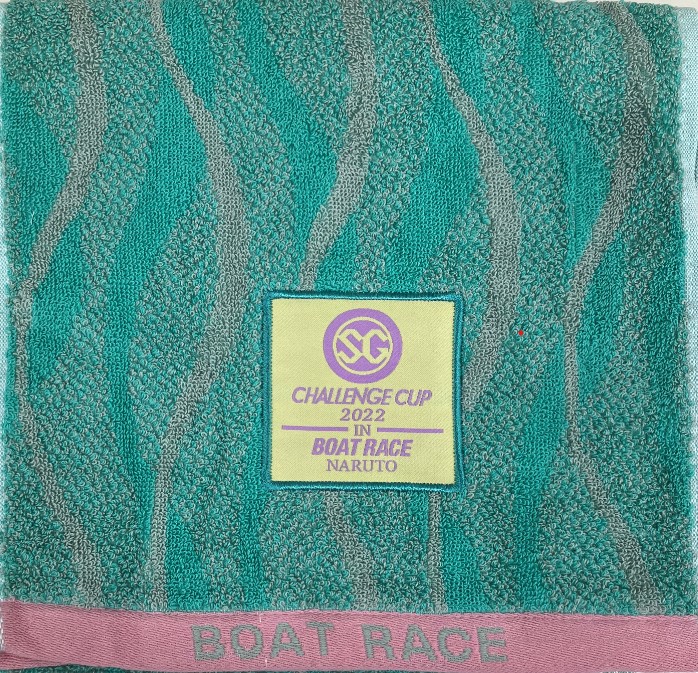 SG
CHALLENGE CUP
2022
IN
BOAT RACE
NARUTO
BOAT RACE